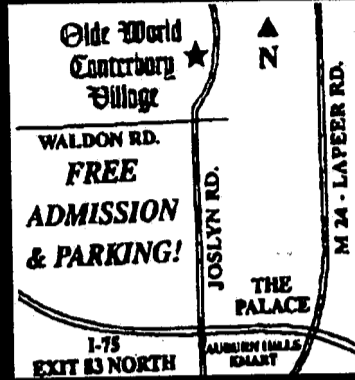 Olde World
Canterbury
Village
N
WALDON RD.
FREE
ADMISSION
& PARKING!
JOSLYN RD.
M 24 - LAPEER RD.
THE
PALACE
I-75
EXIT 83 NORTH
AUBURN HILLS
KMART